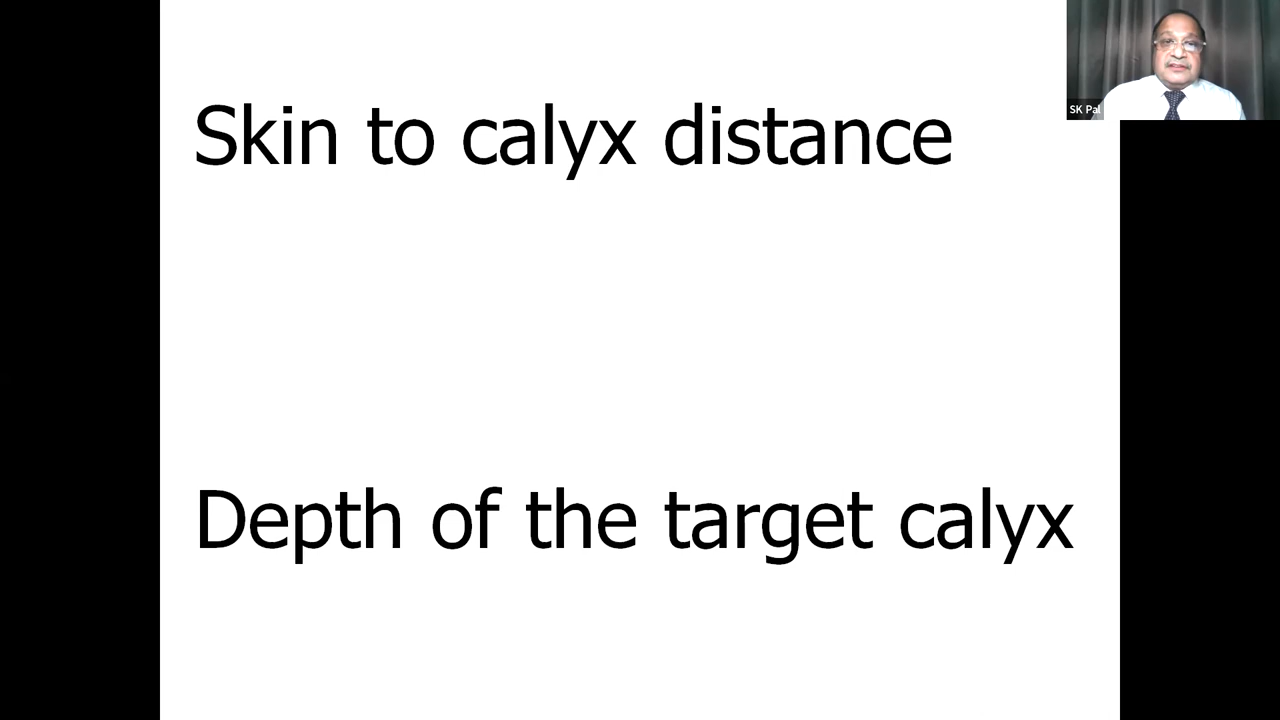 SK Pal
Skin to calyx distance
Depth of the target calyx